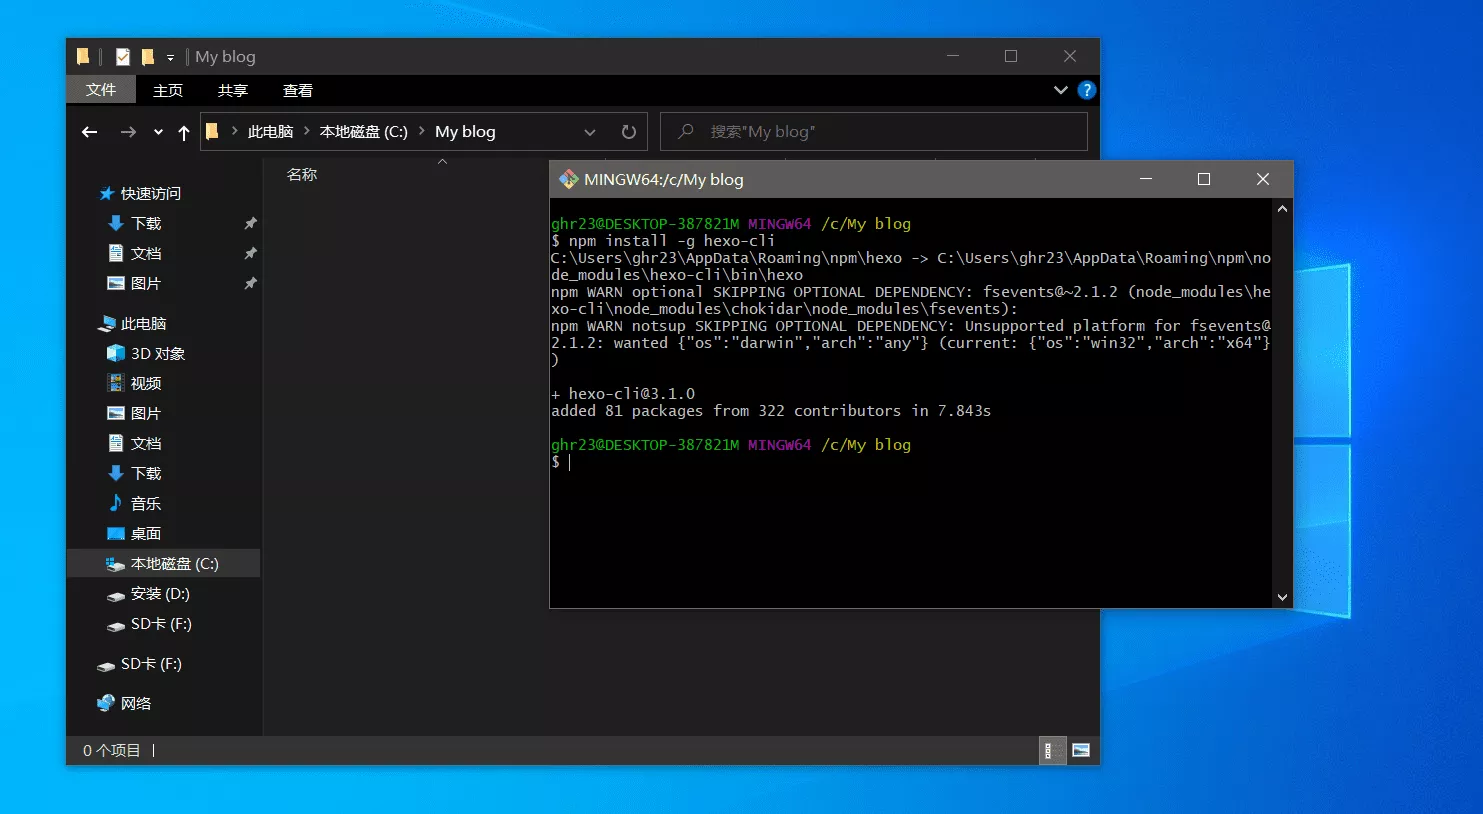 My blog
文件 主页 共享 查看 ?
此电脑 本地磁盘 (C:) My blog 搜索"My blog"
名称
快速访问
下载
文档
图片
此电脑
3D 对象
视频
图片
文档
下载
音乐
桌面
本地磁盘 (C:)
安装 (D:)
SD卡 (F:)
SD卡 (F:)
网络
0 个项目
MINGW64:/c/My blog
ghr23@DESKTOP-387821M MINGW64 /c/My blog
$ npm install -g hexo-cli
C:\Users\ghr23\AppData\Roaming\npm\hexo -> C:\Users\ghr23\AppData\Roaming\npm\no
de_modules\hexo-cli\bin\hexo
npm WARN optional SKIPPING OPTIONAL DEPENDENCY: fsevents@~2.1.2 (node_modules\he
xo-cli\node_modules\chokidar\node_modules\fsevents):
npm WARN notsup SKIPPING OPTIONAL DEPENDENCY: Unsupported platform for fsevents@
2.1.2: wanted {"os":"darwin","arch":"any"} (current: {"os":"win32","arch":"x64"}
)
+ hexo-cli@3.1.0
added 81 packages from 322 contributors in 7.843s
ghr23@DESKTOP-387821M MINGW64 /c/My blog
$